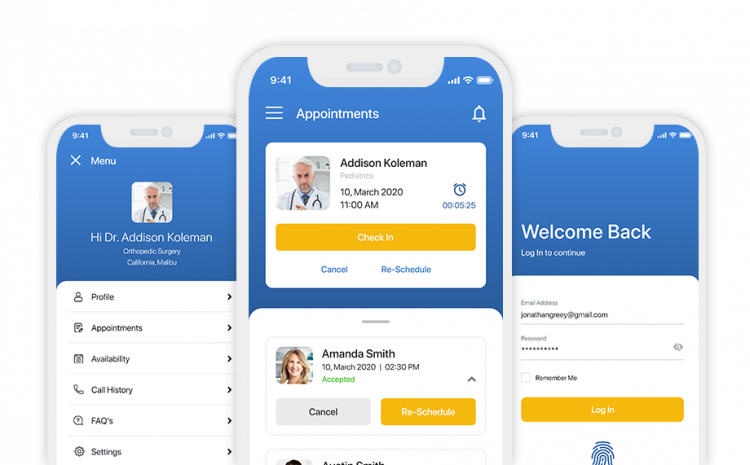 9:41
Menu
Hi Dr. Addison Koleman
Orthopedic Surgery
California, Malibu
Profile
Appointments
Availability
Call History
FAQ's
Settings
9:41
Appointments
Addison Koleman
Pediatrics
10, March 2020
11:00 AM
00:05:25
Check In
Cancel Re-Schedule
Amanda Smith
10, March 2020 | 02:30 PM
Accepted
Cancel Re-Schedule
Austin Smith
9:41
Welcome Back
Log In to continue
Email Address
jonathangreey@gmail.com
Password
**********
Remember Me
Log In